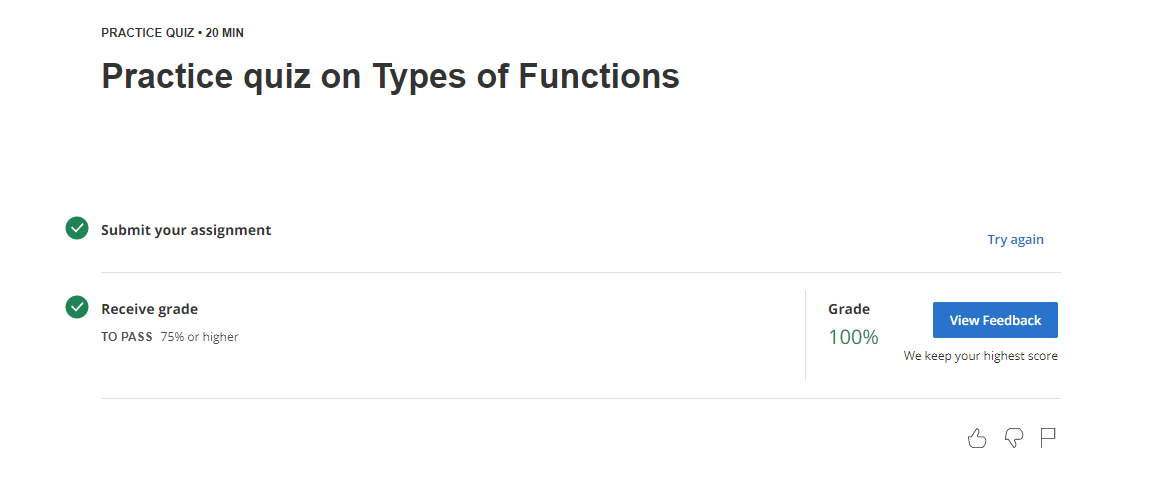 PRACTICE QUIZ • 20 MIN
Practice quiz on Types of Functions
Submit your assignment
Try again
Receive grade
TO PASS 75% or higher
Grade
100%
View Feedback
We keep your highest score